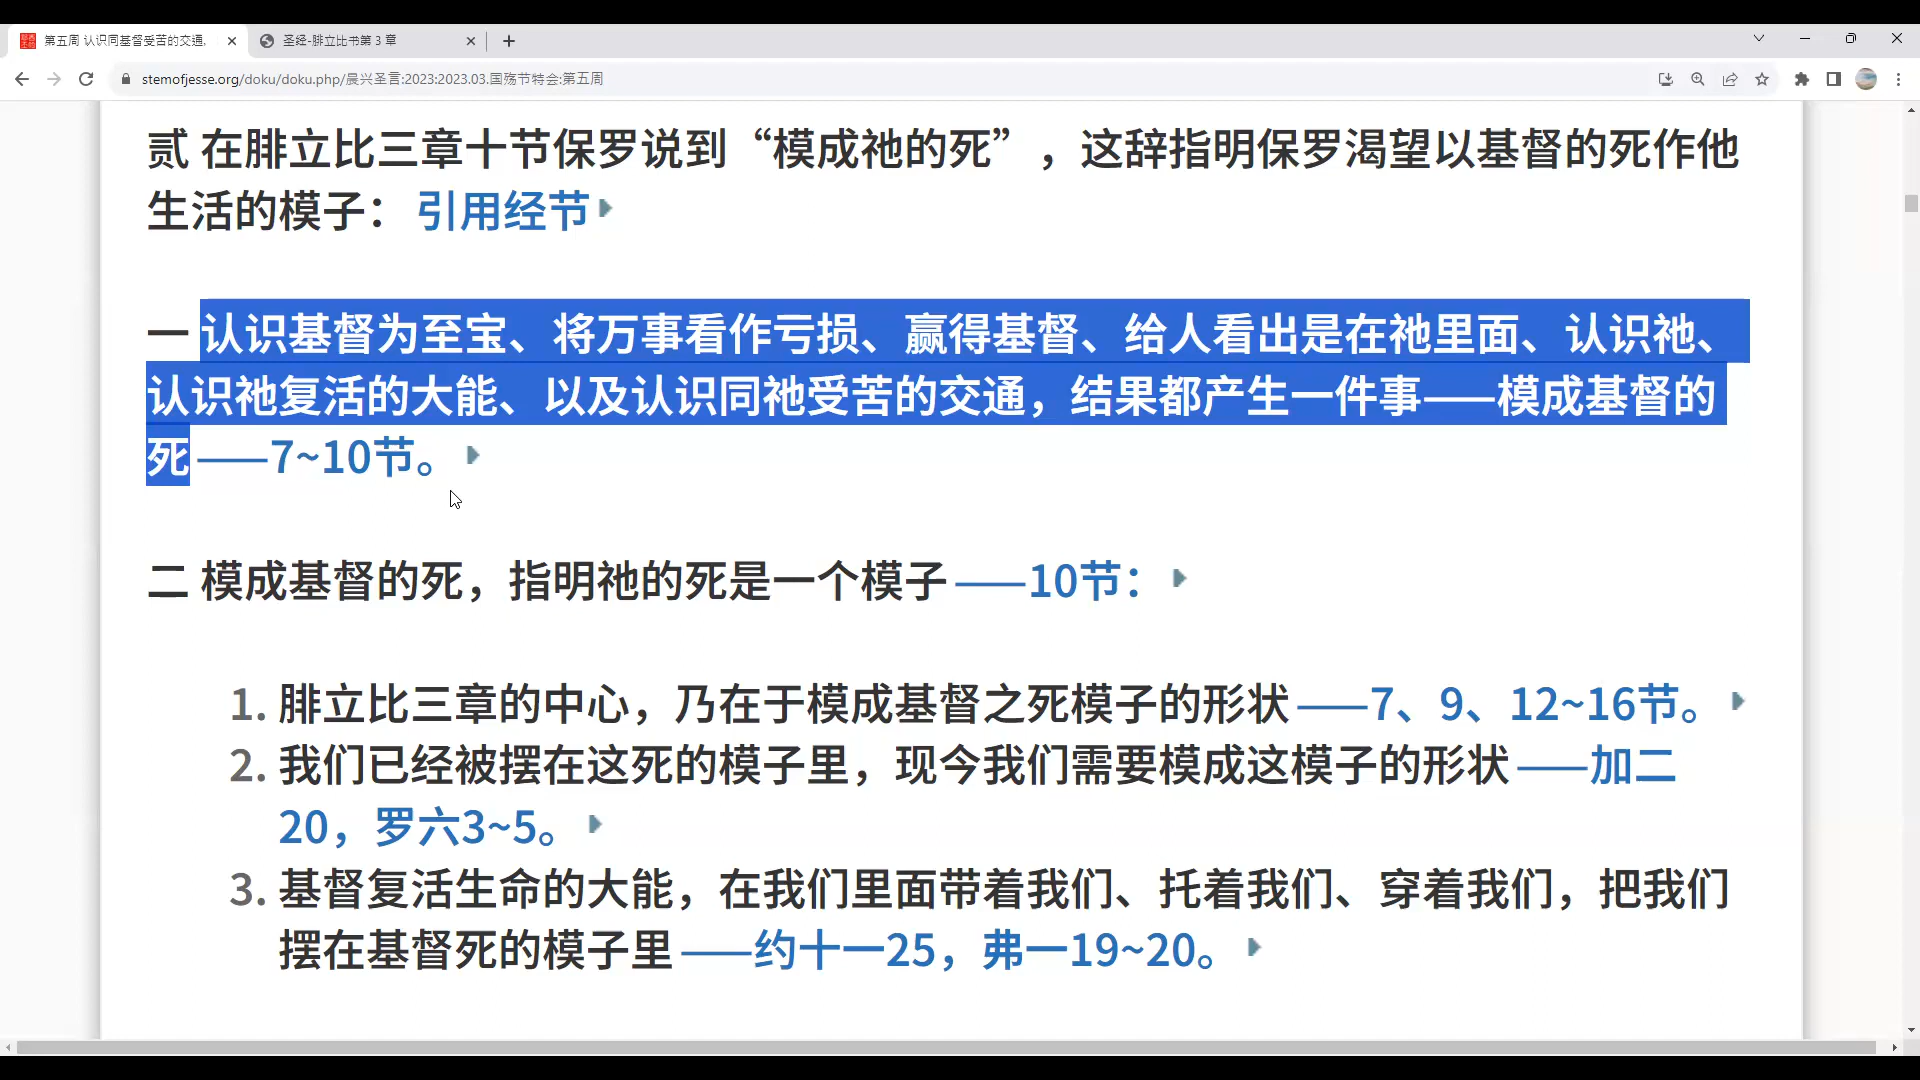 第五周 认识同基督受苦的交通,
圣经-腓立比书第 3 章
stemofjesse.org/doku/doku.php/晨兴圣言:2023:2023.03.国殇节特会:第五周
贰 在腓立比三章十节保罗说到“模成祂的死”，这辞指明保罗渴望以基督的死作他
生活的模子： 引用经节
一 认识基督为至宝、将万事看作亏损、赢得基督、给人看出是在祂里面、认识祂、
认识祂复活的大能、以及认识同祂受苦的交通，结果都产生一件事——模成基督的
死——7~10节。
二 模成基督的死，指明祂的死是一个模子——10节：
1. 腓立比三章的中心，乃在于模成基督之死模子的形状——7、9、12~16节。
2. 我们已经被摆在这死的模子里，现今我们需要模成这模子的形状——加二
20，罗六3~5。
3. 基督复活生命的大能，在我们里面带着我们、托着我们、穿着我们，把我们
摆在基督死的模子里——约十一25，弗一19~20。